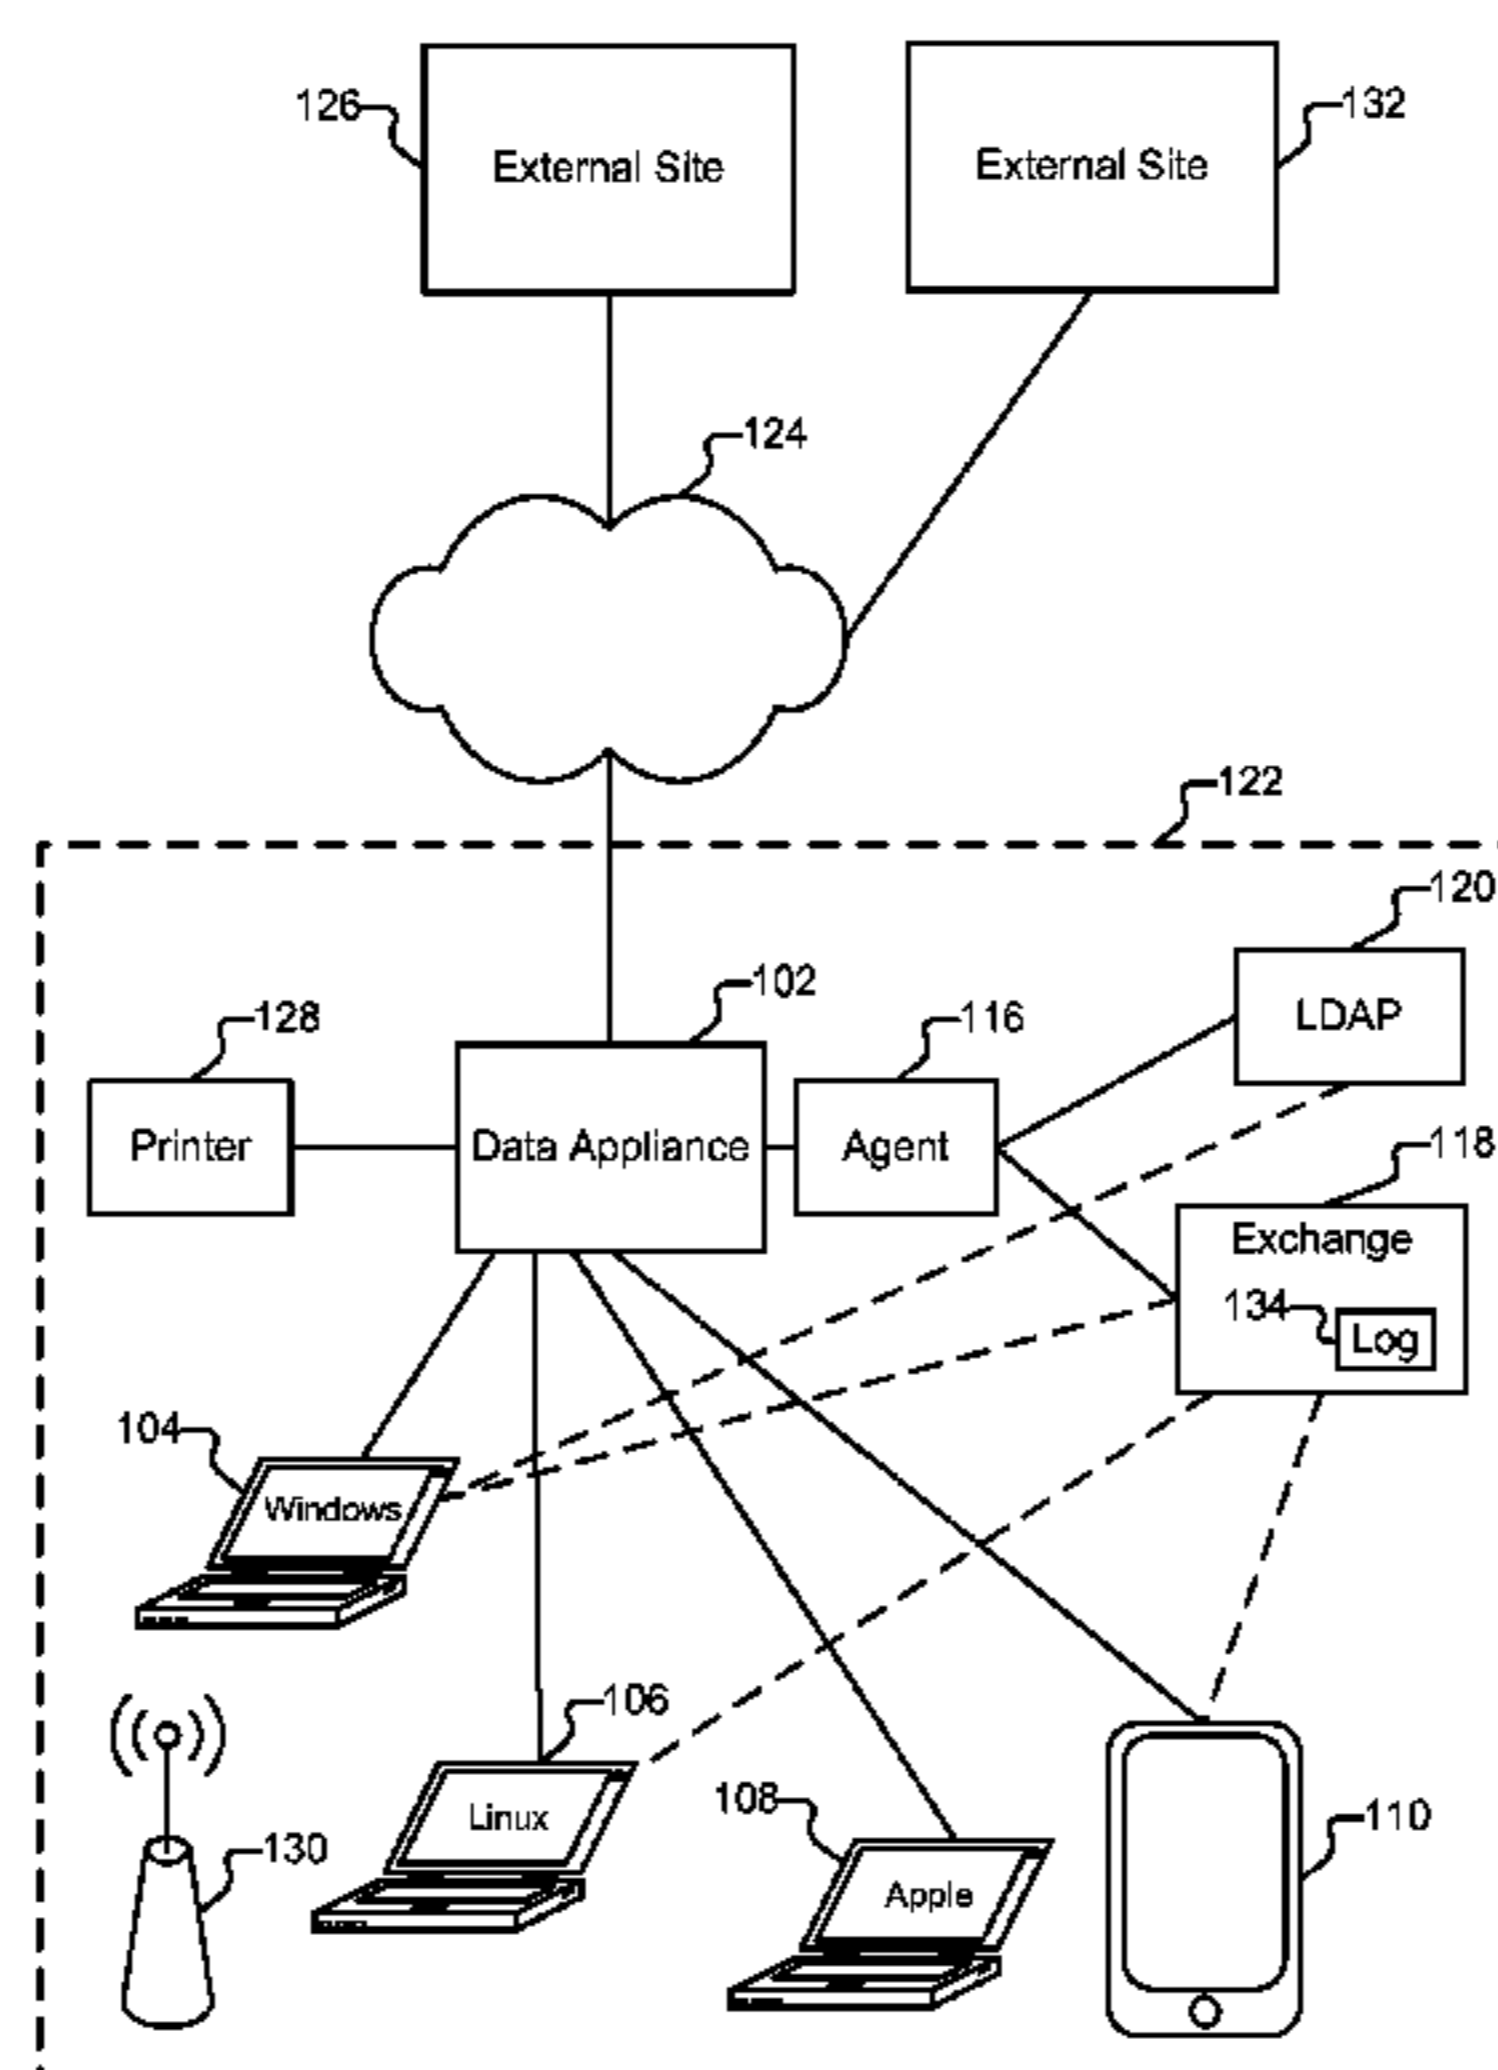 126
External Site
External Site
132
124
122
120
LDAP
102
128
116
Printer
Data Appliance
Agent
118
Exchange
134
Log
104
Windows
106
Linux
108
Apple
110
130